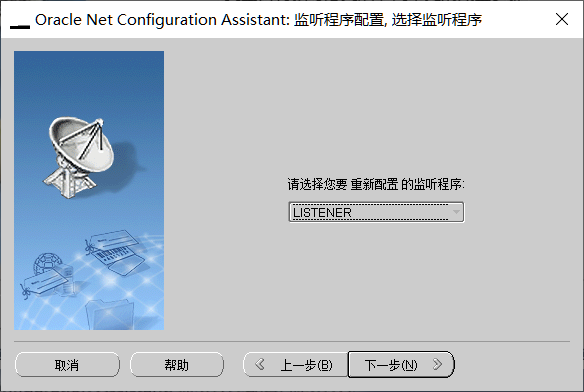 Oracle Net Configuration Assistant: 监听程序配置, 选择监听程序
请选择您要 重新配置 的监听程序:
LISTENER
取消
帮助
上一步(B)
下一步(N)